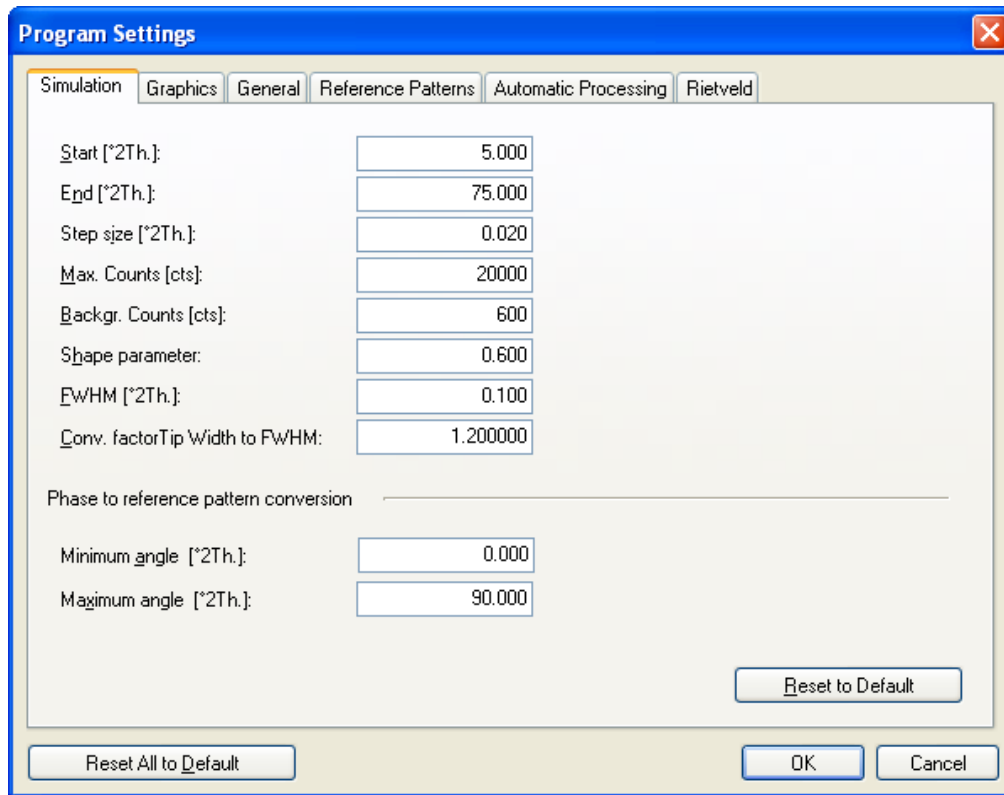 Program Settings
Simulation Graphics General Reference Patterns Automatic Processing Rietveld
Start [°2Th.]: 5.000
End [°2Th.]: 75.000
Step size [°2Th.]: 0.020
Max. Counts [cts]: 20000
Backgr. Counts [cts]: 600
Shape parameter: 0.600
FWHM [°2Th.]: 0.100
Conv. factorTip Width to FWHM: 1.200000
Phase to reference pattern conversion
Minimum angle [°2Th.]: 0.000
Maximum angle [°2Th.]: 90.000
Reset to Default
Reset All to Default OK Cancel